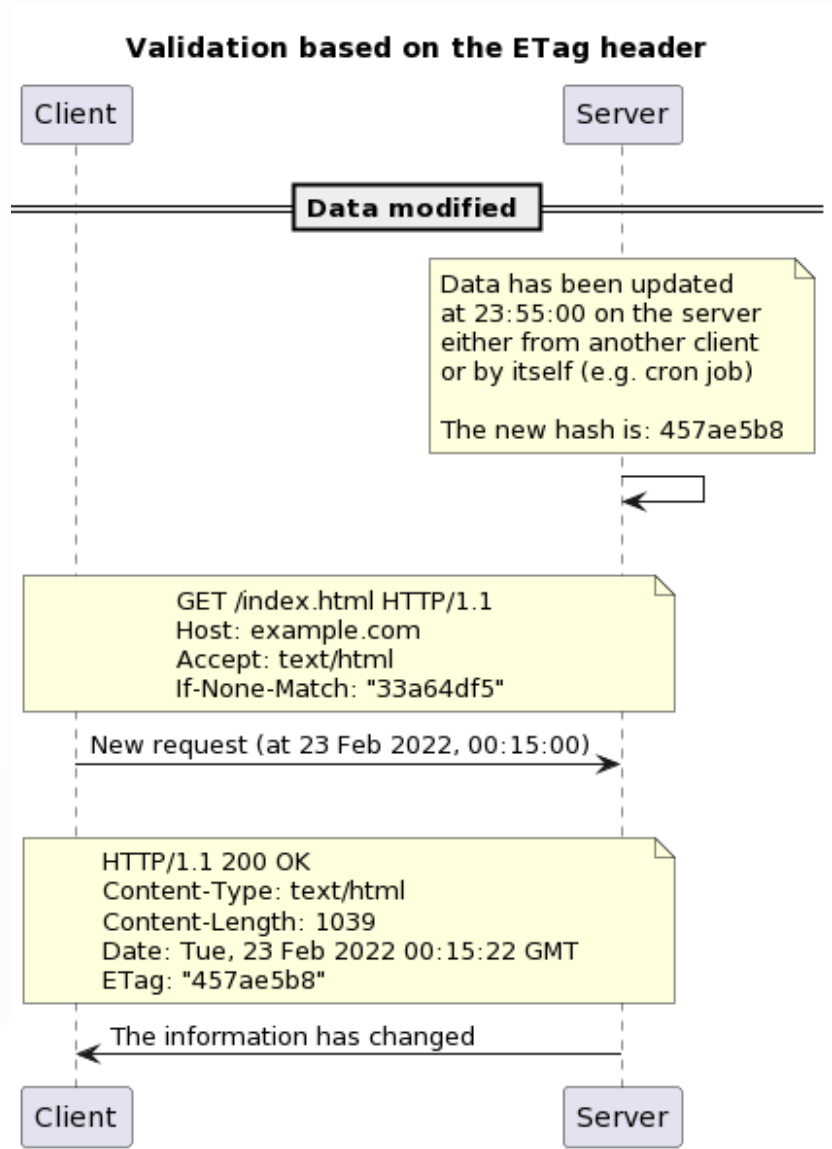 Validation based on the ETag header
Client
Server
Data modified
Data has been updated
at 23:55:00 on the server
either from another client
or by itself (e.g. cron job)
The new hash is: 457ae5b8
GET /index.html HTTP/1.1
Host: example.com
Accept: text/html
If-None-Match: "33a64df5"
New request (at 23 Feb 2022, 00:15:00)
HTTP/1.1 200 OK
Content-Type: text/html
Content-Length: 1039
Date: Tue, 23 Feb 2022 00:15:22 GMT
ETag: "457ae5b8"
The information has changed
Client
Server